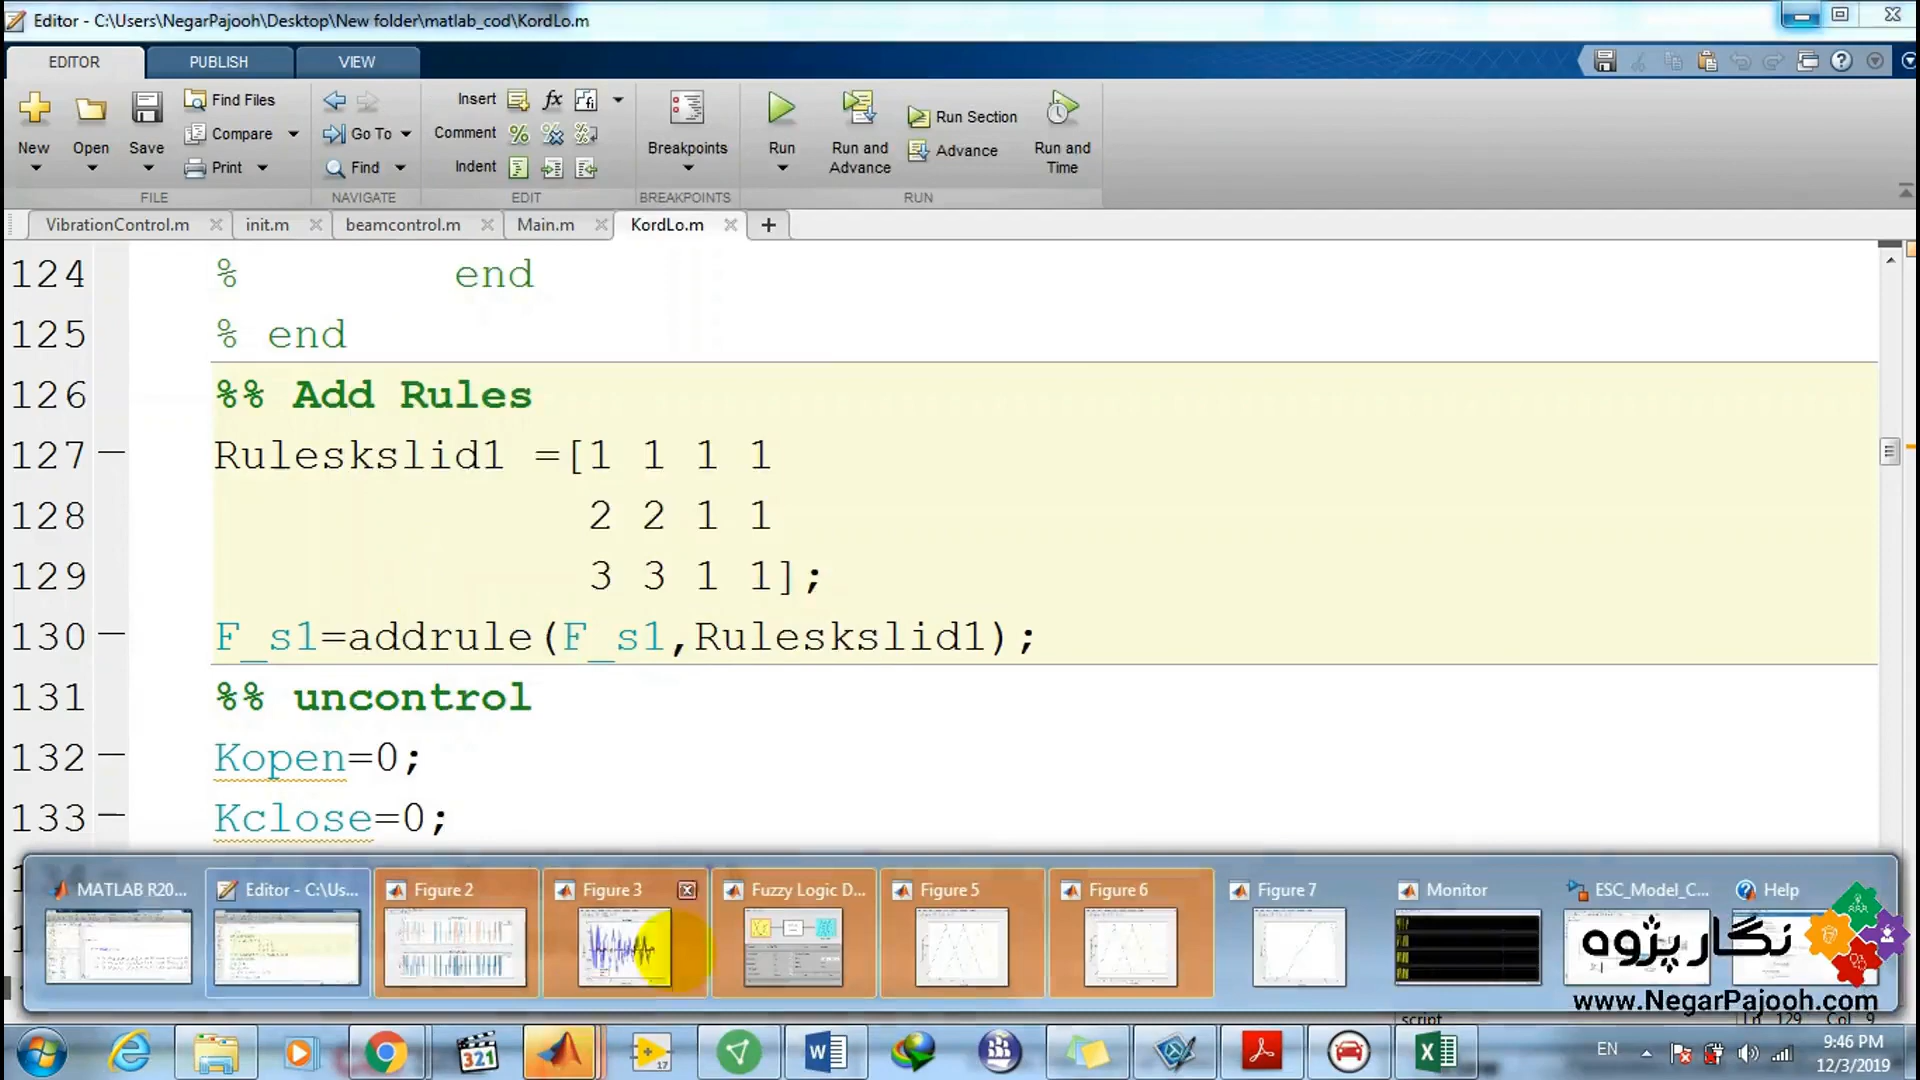 Editor - C:\Users\NegarPajooh\Desktop\New folder\matlab_cod\KordLo.m
EDITOR PUBLISH VIEW
New Open Save
Find Files
Compare
Print
FILE
Go To
Find
NAVIGATE
Insert
Comment
Indent
EDIT
Breakpoints
BREAKPOINTS
Run
Run and Advance
Run Section
Advance
Run and Time
RUN
VibrationControl.m init.m beamcontrol.m Main.m KordLo.m
124 % end
125 % end
126 %% Add Rules
127 Ruleskslid1 =[1 1 1 1
128 2 2 1 1
129 3 3 1 1];
130 F_s1=addrule(F_s1,Ruleskslid1);
131 %% uncontrol
132 Kopen=0;
133 Kclose=0;
MATLAB R20... Editor - C:\Us... Figure 2 Figure 3 Fuzzy Logic D... Figure 5 Figure 6 Figure 7 Monitor ESC_Model_C... Help
نگار پژوه
www.NegarPajooh.com
script Ln 129 Col 9
EN 9:46 PM
12/3/2019